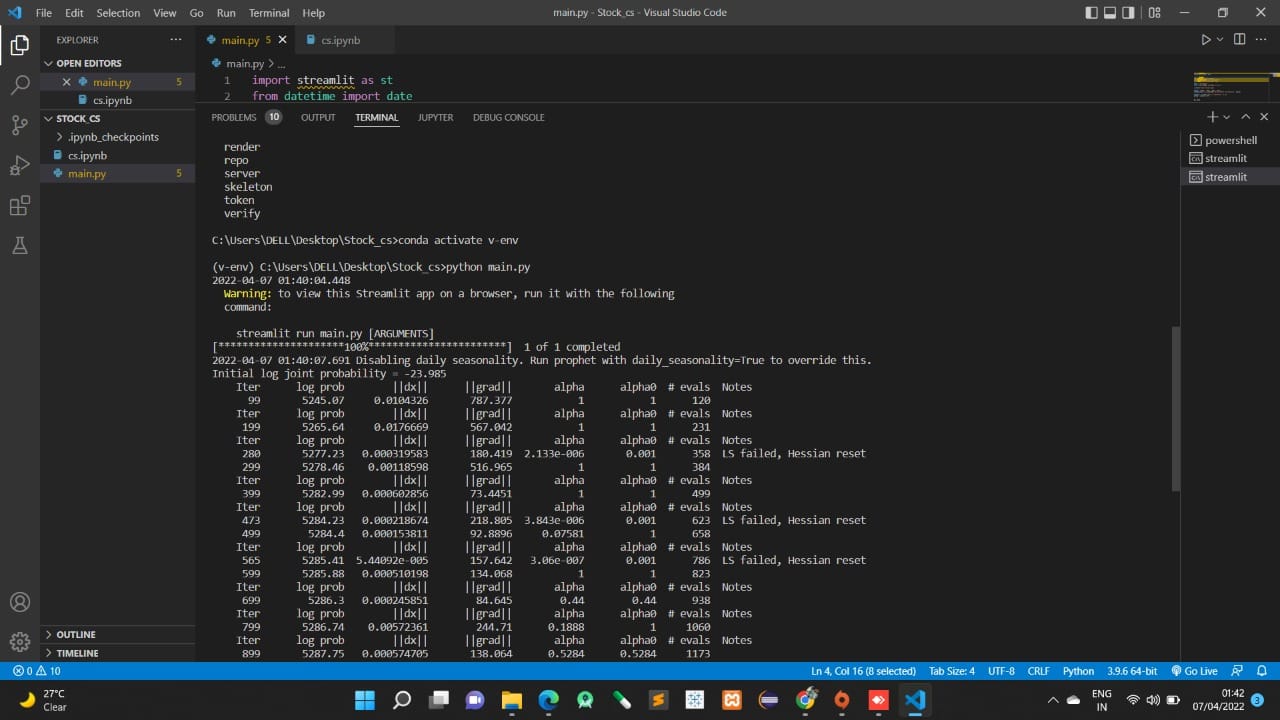 File Edit Selection View Go Run Terminal Help main.py - Stock_cs - Visual Studio Code
EXPLORER
OPEN EDITORS
main.py 5
cs.ipynb
STOCK_CS
.ipynb_checkpoints
cs.ipynb
main.py 5
OUTLINE
TIMELINE
main.py 5
cs.ipynb
main.py > ...
1 import streamlit as st
2 from datetime import date
PROBLEMS 10 OUTPUT TERMINAL JUPYTER DEBUG CONSOLE
powershell
streamlit
streamlit
render
repo
server
skeleton
token
verify
C:\Users\DELL\Desktop\Stock_cs>conda activate v-env
(v-env) C:\Users\DELL\Desktop\Stock_cs>python main.py
2022-04-07 01:40:04.448
Warning: to view this Streamlit app on a browser, run it with the following
command:
streamlit run main.py [ARGUMENTS]
[*********************100%***********************] 1 of 1 completed
2022-04-07 01:40:07.691 Disabling daily seasonality. Run prophet with daily_seasonality=True to override this.
Initial log joint probability = -23.985
Iter log prob ||dx|| ||grad|| alpha alpha0 # evals Notes
99 5245.07 0.0104326 787.377 1 1 120
Iter log prob ||dx|| ||grad|| alpha alpha0 # evals Notes
199 5265.64 0.0176669 567.042 1 1 231
Iter log prob ||dx|| ||grad|| alpha alpha0 # evals Notes
280 5277.23 0.000319583 180.419 2.133e-006 0.001 358 LS failed, Hessian reset
299 5278.46 0.00118598 516.965 1 1 384
Iter log prob ||dx|| ||grad|| alpha alpha0 # evals Notes
399 5282.99 0.000602856 73.4451 1 1 499
Iter log prob ||dx|| ||grad|| alpha alpha0 # evals Notes
473 5284.23 0.000218674 218.805 3.843e-006 0.001 623 LS failed, Hessian reset
499 5284.4 0.000153811 92.8896 0.07581 1 658
Iter log prob ||dx|| ||grad|| alpha alpha0 # evals Notes
565 5285.41 5.44092e-005 157.642 3.06e-007 0.001 786 LS failed, Hessian reset
599 5285.88 0.000510198 134.068 1 1 823
Iter log prob ||dx|| ||grad|| alpha alpha0 # evals Notes
699 5286.3 0.000245851 84.645 0.44 0.44 938
Iter log prob ||dx|| ||grad|| alpha alpha0 # evals Notes
799 5286.74 0.00572361 244.71 0.1888 1 1060
Iter log prob ||dx|| ||grad|| alpha alpha0 # evals Notes
899 5287.75 0.000574705 138.064 0.5284 0.5284 1173
0 10 Ln 4, Col 16 (8 selected) Tab Size: 4 UTF-8 CRLF Python 3.9.6 64-bit Go Live
27°C
Clear
ENG
IN
01:42
07/04/2022
3